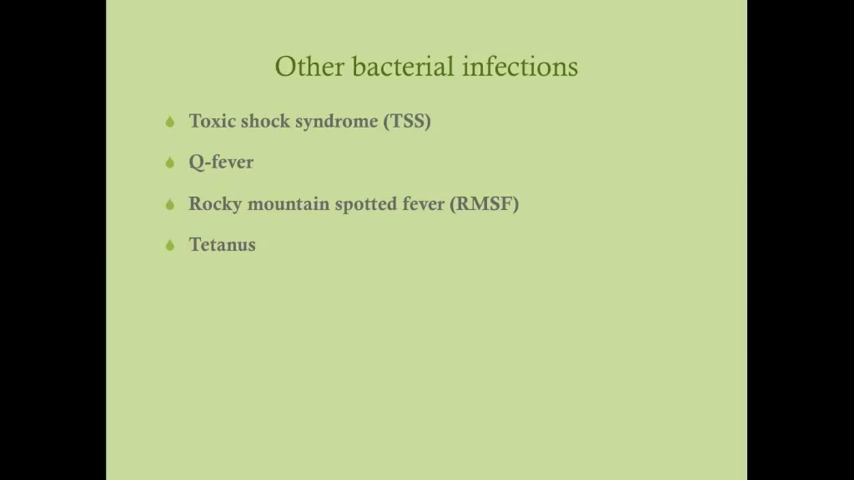 Other bacterial infections
Toxic shock syndrome (TSS)
Q-fever
Rocky mountain spotted fever (RMSF)
Tetanus